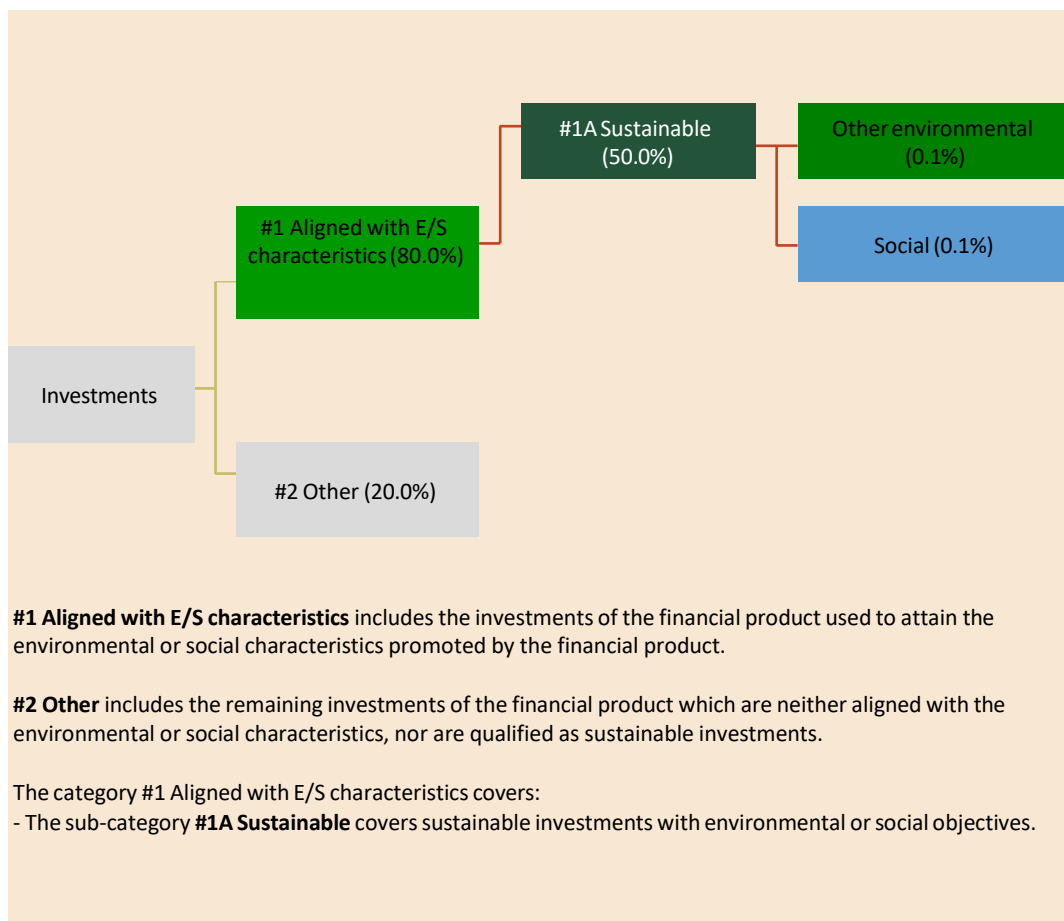 #1A Sustainable
(50.0%)
Other environmental
(0.1%)
#1 Aligned with E/S
characteristics (80.0%)
Social (0.1%)
Investments
#2 Other (20.0%)
#1 Aligned with E/S characteristics includes the investments of the financial product used to attain the
environmental or social characteristics promoted by the financial product.
#2 Other includes the remaining investments of the financial product which are neither aligned with the
environmental or social characteristics, nor are qualified as sustainable investments.
The category #1 Aligned with E/S characteristics covers:
- The sub-category #1A Sustainable covers sustainable investments with environmental or social objectives.